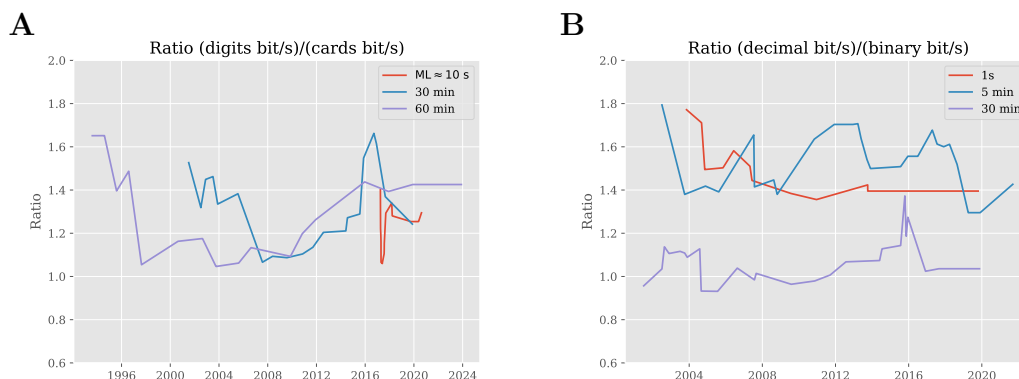 A
Ratio (digits bit/s)/(cards bit/s)
2.0
1.8
1.6
1.4
1.2
1.0
0.8
0.6
Ratio
ML ≈ 10 s
30 min
60 min
1996 2000 2004 2008 2012 2016 2020 2024
B
Ratio (decimal bit/s)/(binary bit/s)
2.0
1.8
1.6
1.4
1.2
1.0
0.8
0.6
Ratio
1s
5 min
30 min
2004 2008 2012 2016 2020